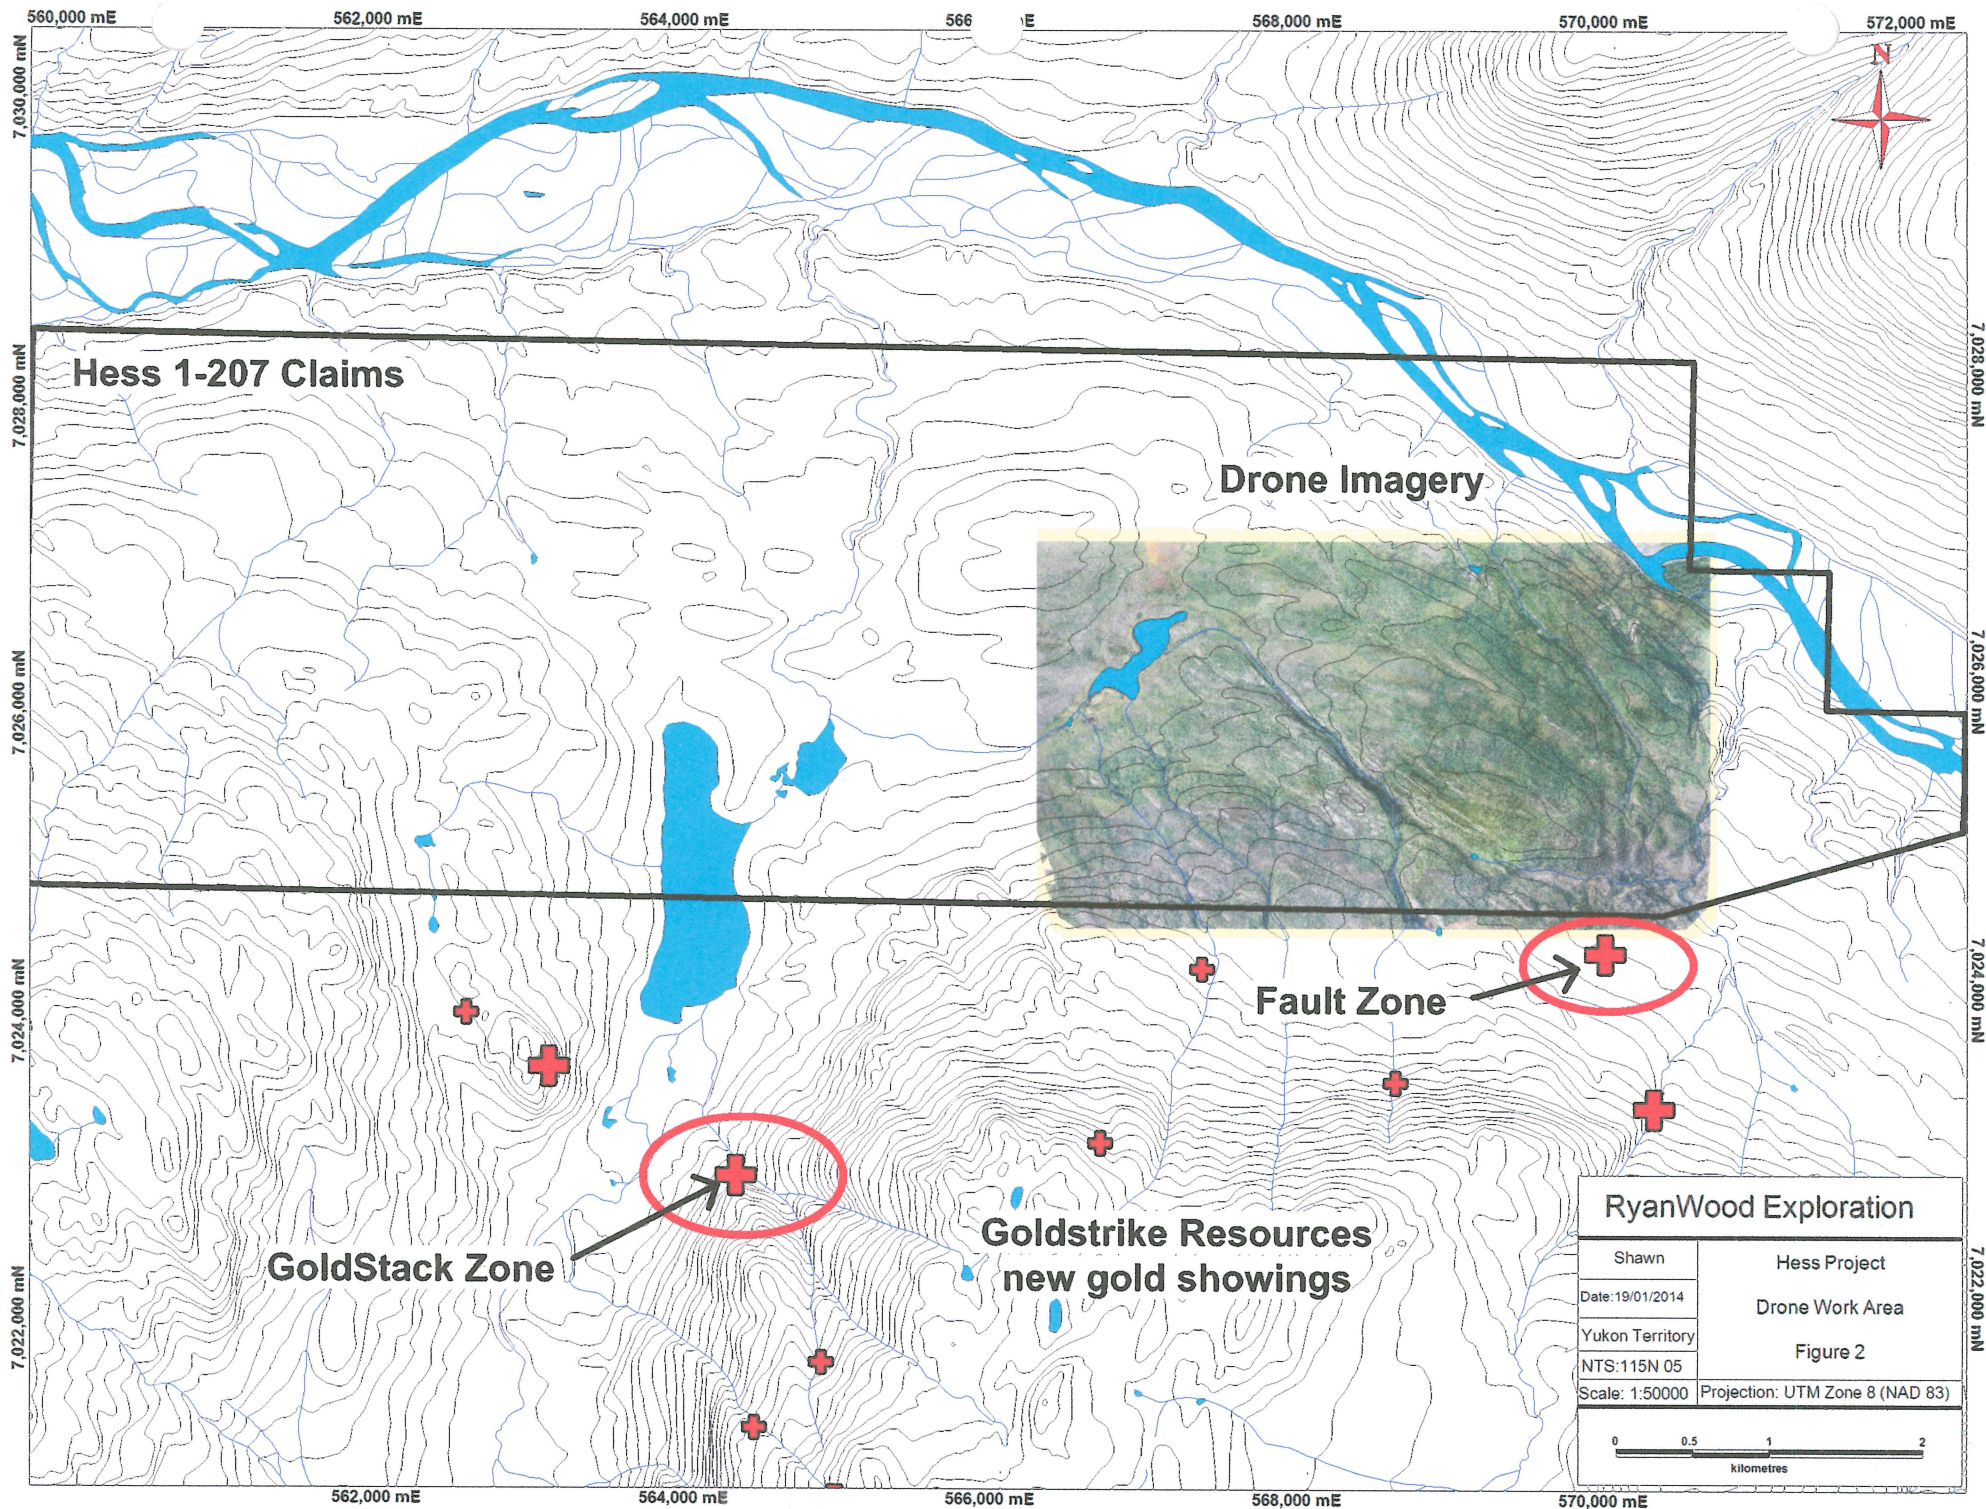 560,000 mE
562,000 mE
564,000 mE
566
E
568,000 mE
570,000 mE
572,000 mE
7,030,000 mN
7,028,000 mN
7,026,000 mN
7,024,000 mN
7,022,000 mN
N
7,028,000 mN
7,026,000 mN
7,024,000 mN
7,022,000 mN
Hess 1-207 Claims
Drone Imagery
Fault Zone
GoldStack Zone
Goldstrike Resources
new gold showings
RyanWood Exploration
Shawn
Date:19/01/2014
Yukon Territory
NTS:115N 05
Scale: 1:50000
Hess Project
Drone Work Area
Figure 2
Projection: UTM Zone 8 (NAD 83)
0 0.5 1 2
kilometres
562,000 mE
564,000 mE
566,000 mE
568,000 mE
570,000 mE